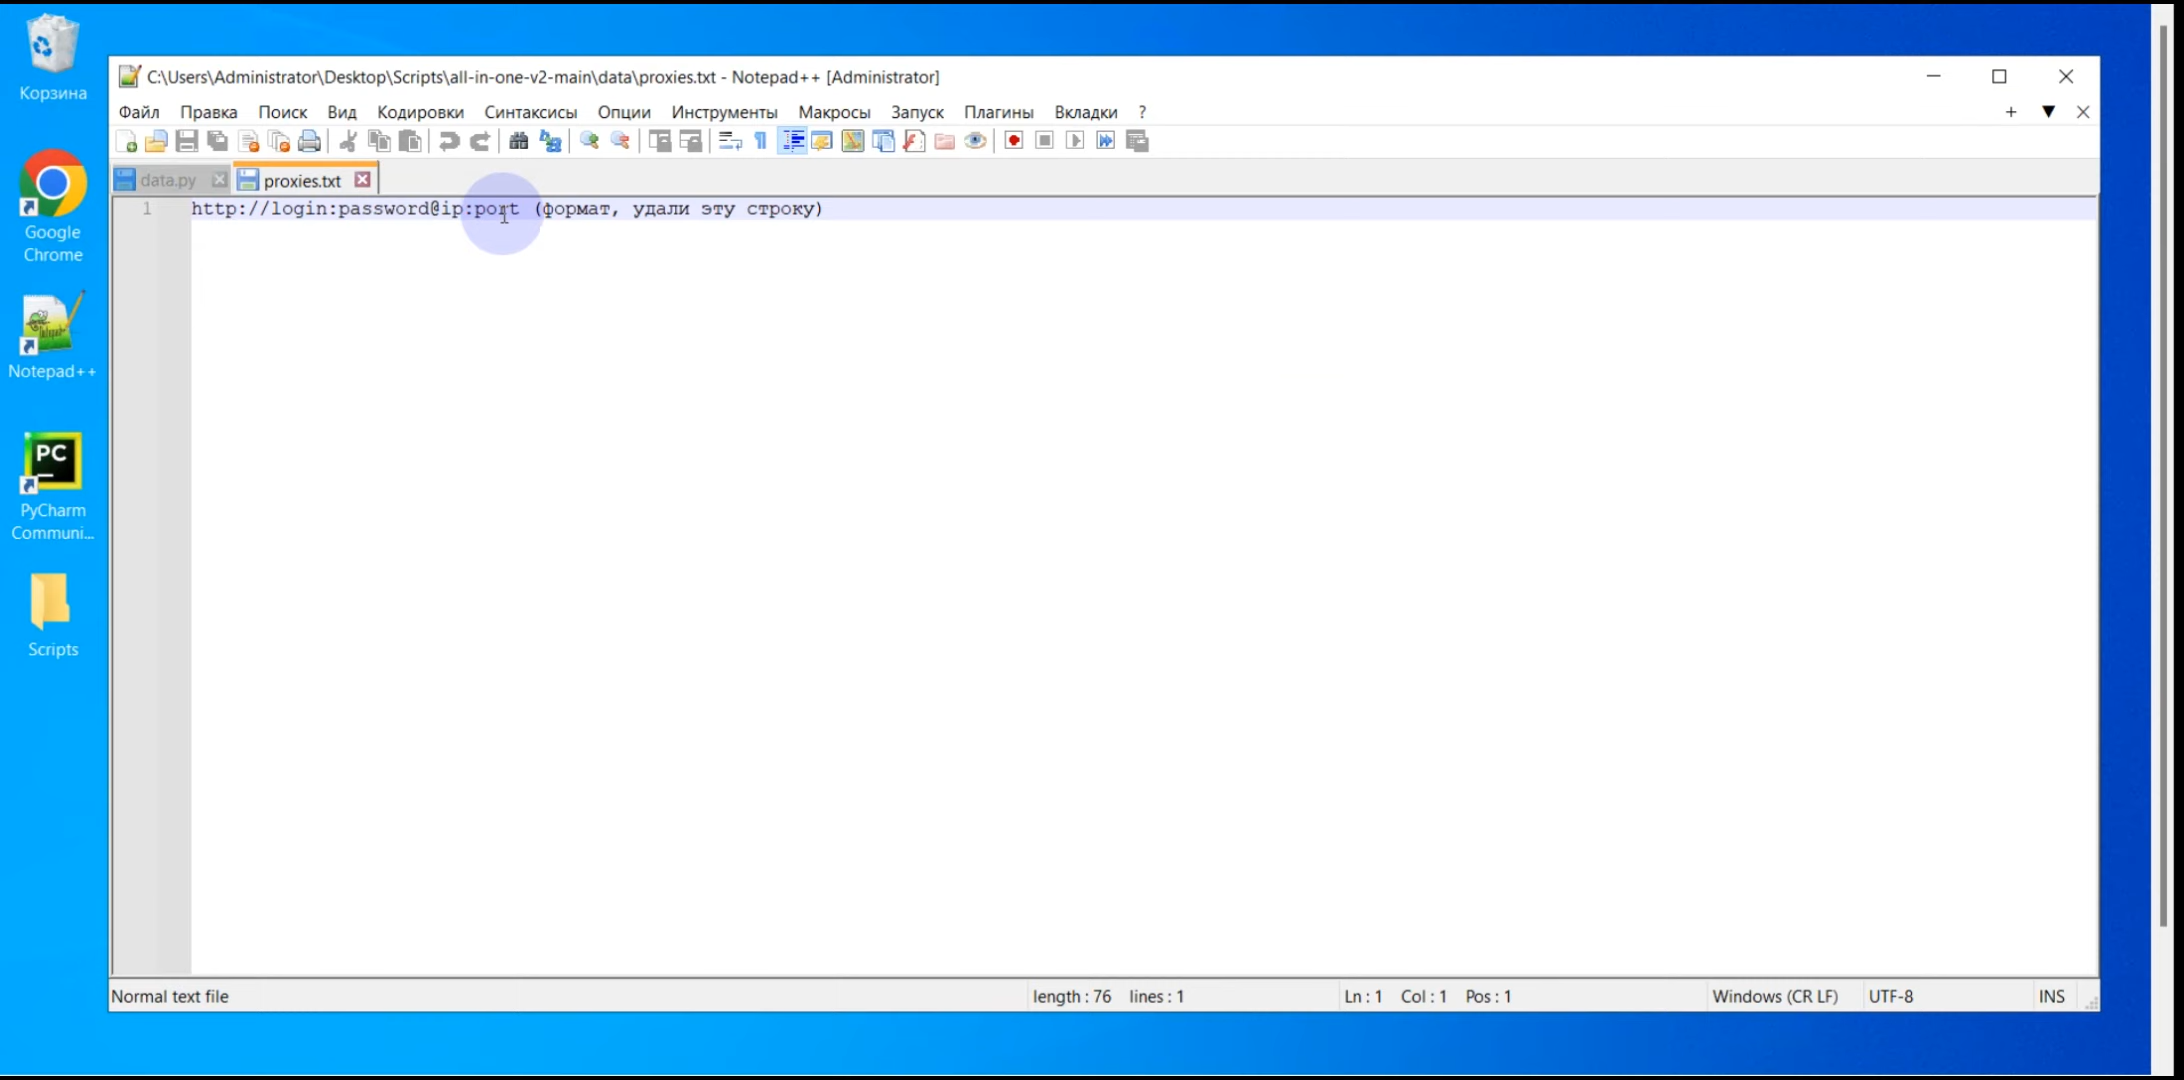 Корзина
Google
Chrome
Notepad++
PC
PyCharm
Communi...
Scripts
C:\Users\Administrator\Desktop\Scripts\all-in-one-v2-main\data\proxies.txt - Notepad++ [Administrator]
Файл Правка Поиск Вид Кодировки Синтаксисы Опции Инструменты Макросы Запуск Плагины Вкладки ?
data.py proxies.txt
1 http://login:password@ip:port (формат, удали эту строку)
Normal text file length : 76 lines : 1 Ln : 1 Col : 1 Pos : 1 Windows (CR LF) UTF-8 INS